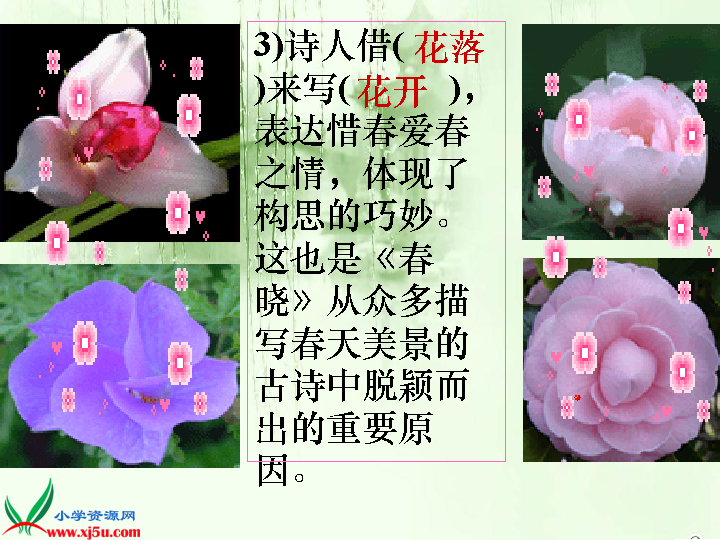 3)诗人借( 花落
)来写( 花开 )，
表达惜春爱春
之情，体现了
构思的巧妙。
这也是《春
晓》从众多描
写春天美景的
古诗中脱颖而
出的重要原
因。
小学资源网
www.xj5u.com